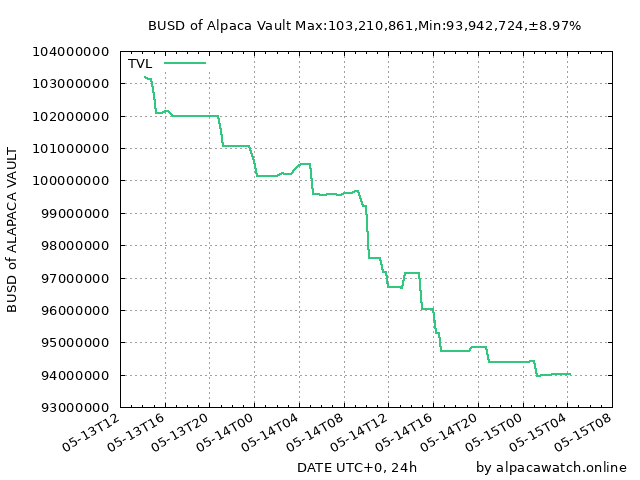 BUSD of Alpaca Vault Max:103,210,861,Min:93,942,724,±8.97%
TVL
104000000
103000000
102000000
101000000
100000000
99000000
98000000
97000000
96000000
95000000
94000000
93000000
BUSD of ALAPACA VAULT
05-13T12
05-13T16
05-13T20
05-14T00
05-14T04
05-14T08
05-14T12
05-14T16
05-14T20
05-15T00
05-15T04
05-15T08
DATE UTC+0, 24h
by alpacawatch.online